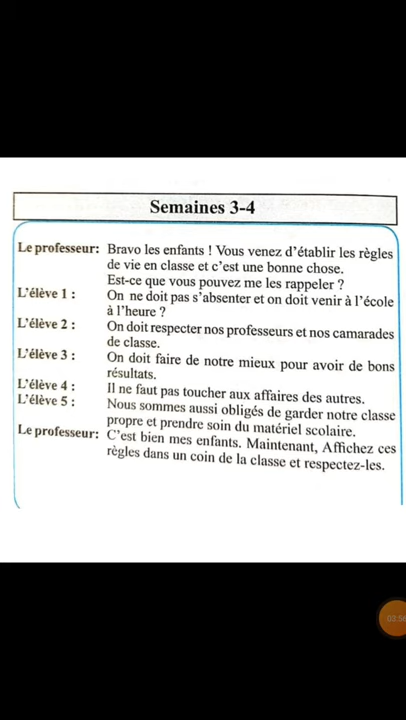 Semaines 3-4
Le professeur: Bravo les enfants ! Vous venez d'établir les règles
de vie en classe et c'est une bonne chose.
Est-ce que vous pouvez me les rappeler ?
L'élève 1 : On ne doit pas s'absenter et on doit venir à l'école
à l'heure ?
L'élève 2 : On doit respecter nos professeurs et nos camarades
de classe.
L'élève 3 : On doit faire de notre mieux pour avoir de bons
résultats.
L'élève 4 : Il ne faut pas toucher aux affaires des autres.
L'élève 5 : Nous sommes aussi obligés de garder notre classe
propre et prendre soin du matériel scolaire.
Le professeur: C'est bien mes enfants. Maintenant, Affichez ces
règles dans un coin de la classe et respectez-les.
03:56